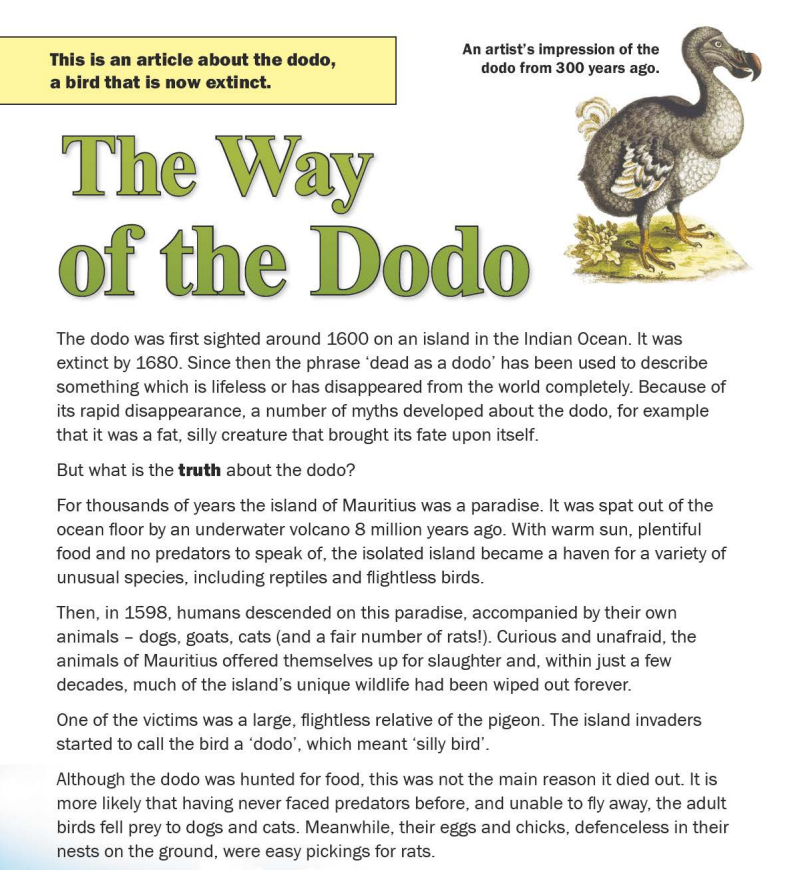 This is an article about the dodo,
a bird that is now extinct.
An artist's impression of the
dodo from 300 years ago.
The Way
of the Dodo
The dodo was first sighted around 1600 on an island in the Indian Ocean. It was
extinct by 1680. Since then the phrase ‘dead as a dodo’ has been used to describe
something which is lifeless or has disappeared from the world completely. Because of
its rapid disappearance, a number of myths developed about the dodo, for example
that it was a fat, silly creature that brought its fate upon itself.
But what is the truth about the dodo?
For thousands of years the island of Mauritius was a paradise. It was spat out of the
ocean floor by an underwater volcano 8 million years ago. With warm sun, plentiful
food and no predators to speak of, the isolated island became a haven for a variety of
unusual species, including reptiles and flightless birds.
Then, in 1598, humans descended on this paradise, accompanied by their own
animals – dogs, goats, cats (and a fair number of rats!). Curious and unafraid, the
animals of Mauritius offered themselves up for slaughter and, within just a few
decades, much of the island's unique wildlife had been wiped out forever.
One of the victims was a large, flightless relative of the pigeon. The island invaders
started to call the bird a ‘dodo’, which meant ‘silly bird’.
Although the dodo was hunted for food, this was not the main reason it died out. It is
more likely that having never faced predators before, and unable to fly away, the adult
birds fell prey to dogs and cats. Meanwhile, their eggs and chicks, defenceless in their
nests on the ground, were easy pickings for rats.